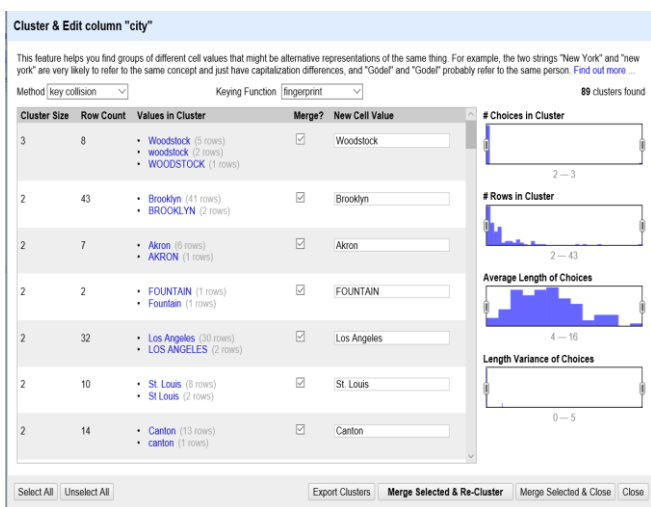 Cluster & Edit column "city"
This feature helps you find groups of different cell values that might be alternative representations of the same thing. For example, the two strings "New York" and "new
york" are very likely to refer to the same concept and just have capitalization differences, and "Gödel" and "Godel" probably refer to the same person. Find out more ...
Method key collision Keying Function fingerprint 89 clusters found
Cluster Size Row Count Values in Cluster Merge? New Cell Value
3 8 • Woodstock (5 rows) Woodstock
• woodstock (2 rows)
• WOODSTOCK (1 rows)
2 43 • Brooklyn (41 rows) Brooklyn
• BROOKLYN (2 rows)
2 7 • Akron (6 rows) Akron
• AKRON (1 rows)
2 2 • FOUNTAIN (1 rows) FOUNTAIN
• Fountain (1 rows)
2 32 • Los Angeles (30 rows) Los Angeles
• LOS ANGELES (2 rows)
2 10 • St. Louis (8 rows) St. Louis
• St Louis (2 rows)
2 14 • Canton (13 rows) Canton
• canton (1 rows)
# Choices in Cluster
2 — 3
# Rows in Cluster
2 — 43
Average Length of Choices
4 — 16
Length Variance of Choices
0 — 5
Select All Unselect All Export Clusters Merge Selected & Re-Cluster Merge Selected & Close Close